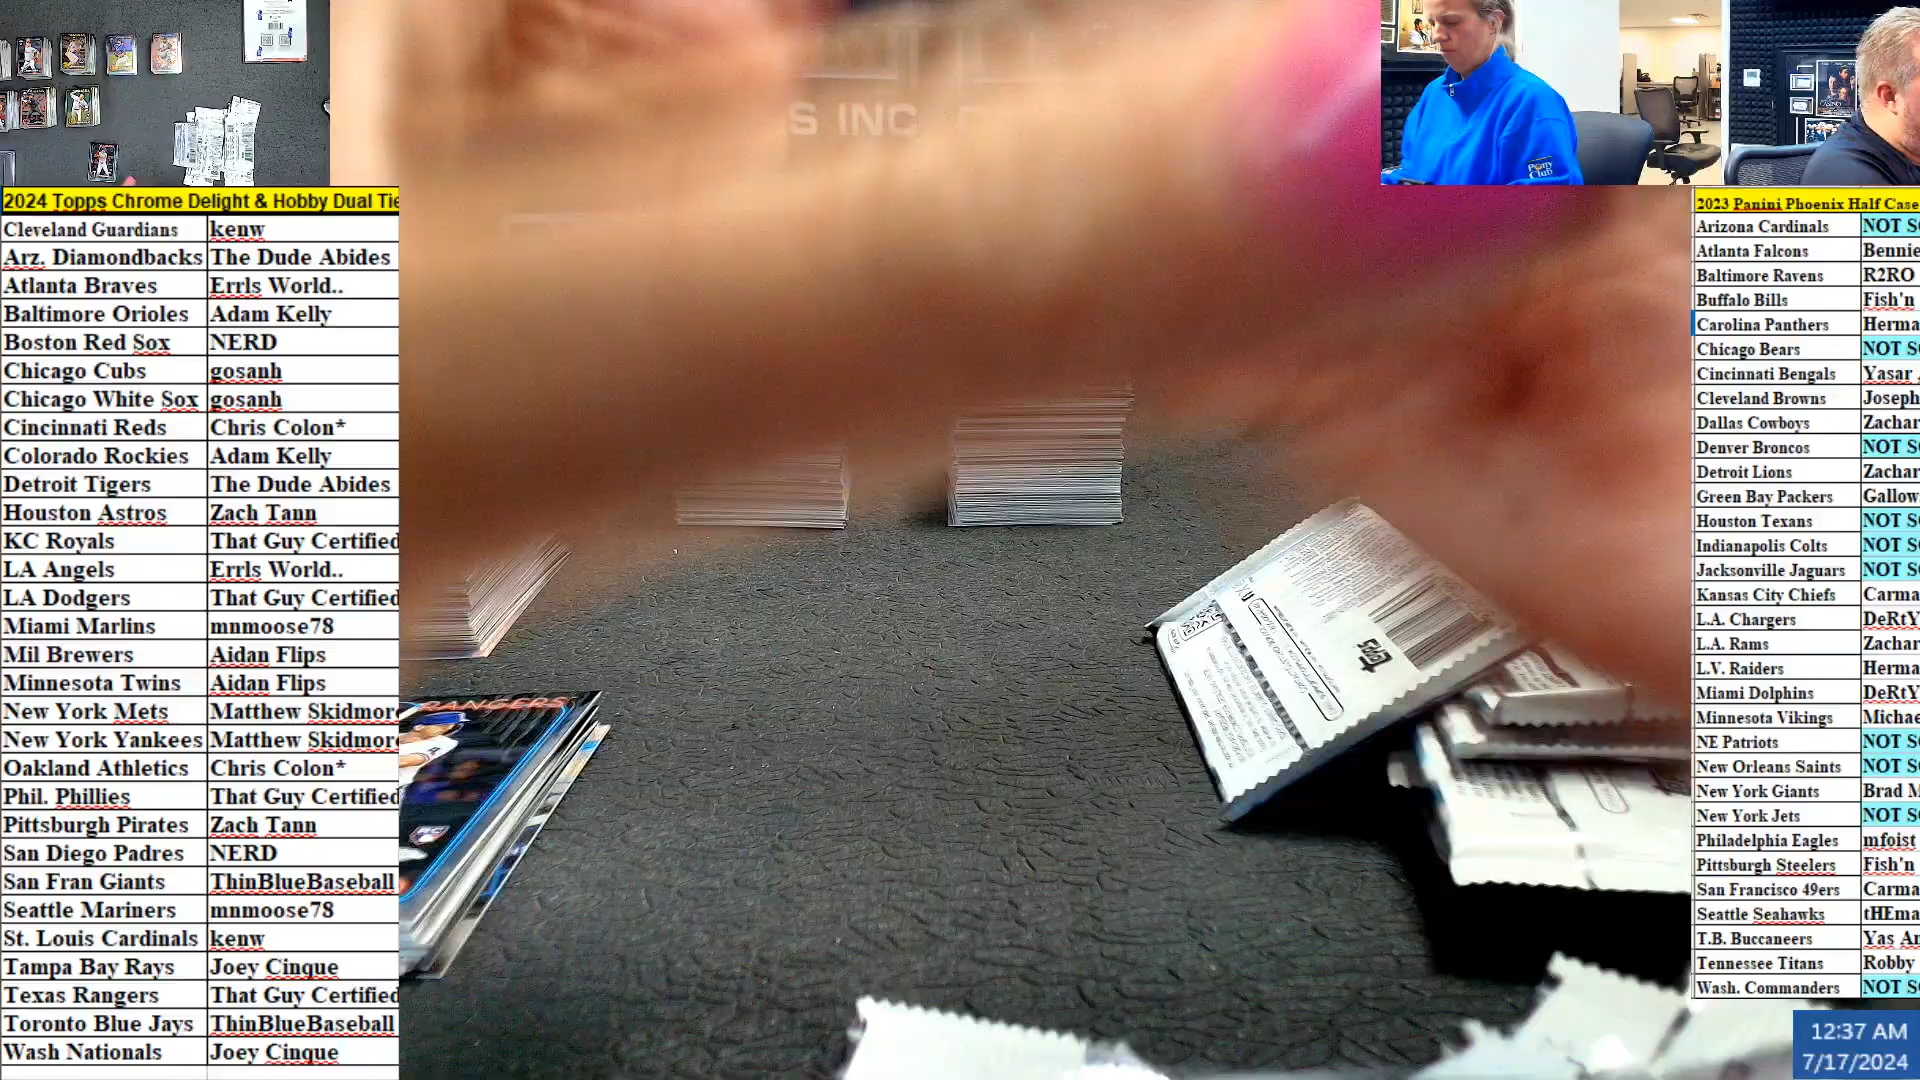 2024 Topps Chrome Delight & Hobby Dual Tie
Cleveland Guardians kenw
Arz. Diamondbacks The Dude Abides
Atlanta Braves Errls World..
Baltimore Orioles Adam Kelly
Boston Red Sox NERD
Chicago Cubs gosanh
Chicago White Sox gosanh
Cincinnati Reds Chris Colon*
Colorado Rockies Adam Kelly
Detroit Tigers The Dude Abides
Houston Astros Zach Tann
KC Royals That Guy Certified
LA Angels Errls World..
LA Dodgers That Guy Certified
Miami Marlins mnmoose78
Mil Brewers Aidan Flips
Minnesota Twins Aidan Flips
New York Mets Matthew Skidmore
New York Yankees Matthew Skidmore
Oakland Athletics Chris Colon*
Phil. Phillies That Guy Certified
Pittsburgh Pirates Zach Tann
San Diego Padres NERD
San Fran Giants ThinBlueBaseball
Seattle Mariners mnmoose78
St. Louis Cardinals kenw
Tampa Bay Rays Joey Cinque
Texas Rangers That Guy Certified
Toronto Blue Jays ThinBlueBaseball
Wash Nationals Joey Cinque
S INC
RANGERS
topps
Pony
Club
2023 Panini Phoenix Half Case
Arizona Cardinals NOT S
Atlanta Falcons Bennie
Baltimore Ravens R2RO
Buffalo Bills Fish'n
Carolina Panthers Herma
Chicago Bears NOT S
Cincinnati Bengals Yasar
Cleveland Browns Joseph
Dallas Cowboys Zachar
Denver Broncos NOT S
Detroit Lions Zachar
Green Bay Packers Gallow
Houston Texans NOT S
Indianapolis Colts NOT S
Jacksonville Jaguars NOT S
Kansas City Chiefs Carma
L.A. Chargers DeRtY
L.A. Rams Zachar
L.V. Raiders Herma
Miami Dolphins DeRtY
Minnesota Vikings Michae
NE Patriots NOT S
New Orleans Saints NOT S
New York Giants Brad M
New York Jets NOT S
Philadelphia Eagles mfoist
Pittsburgh Steelers Fish'n
San Francisco 49ers Carma
Seattle Seahawks tHEma
T.B. Buccaneers Yas An
Tennessee Titans Robby
Wash. Commanders NOT S
12:37 AM
7/17/2024